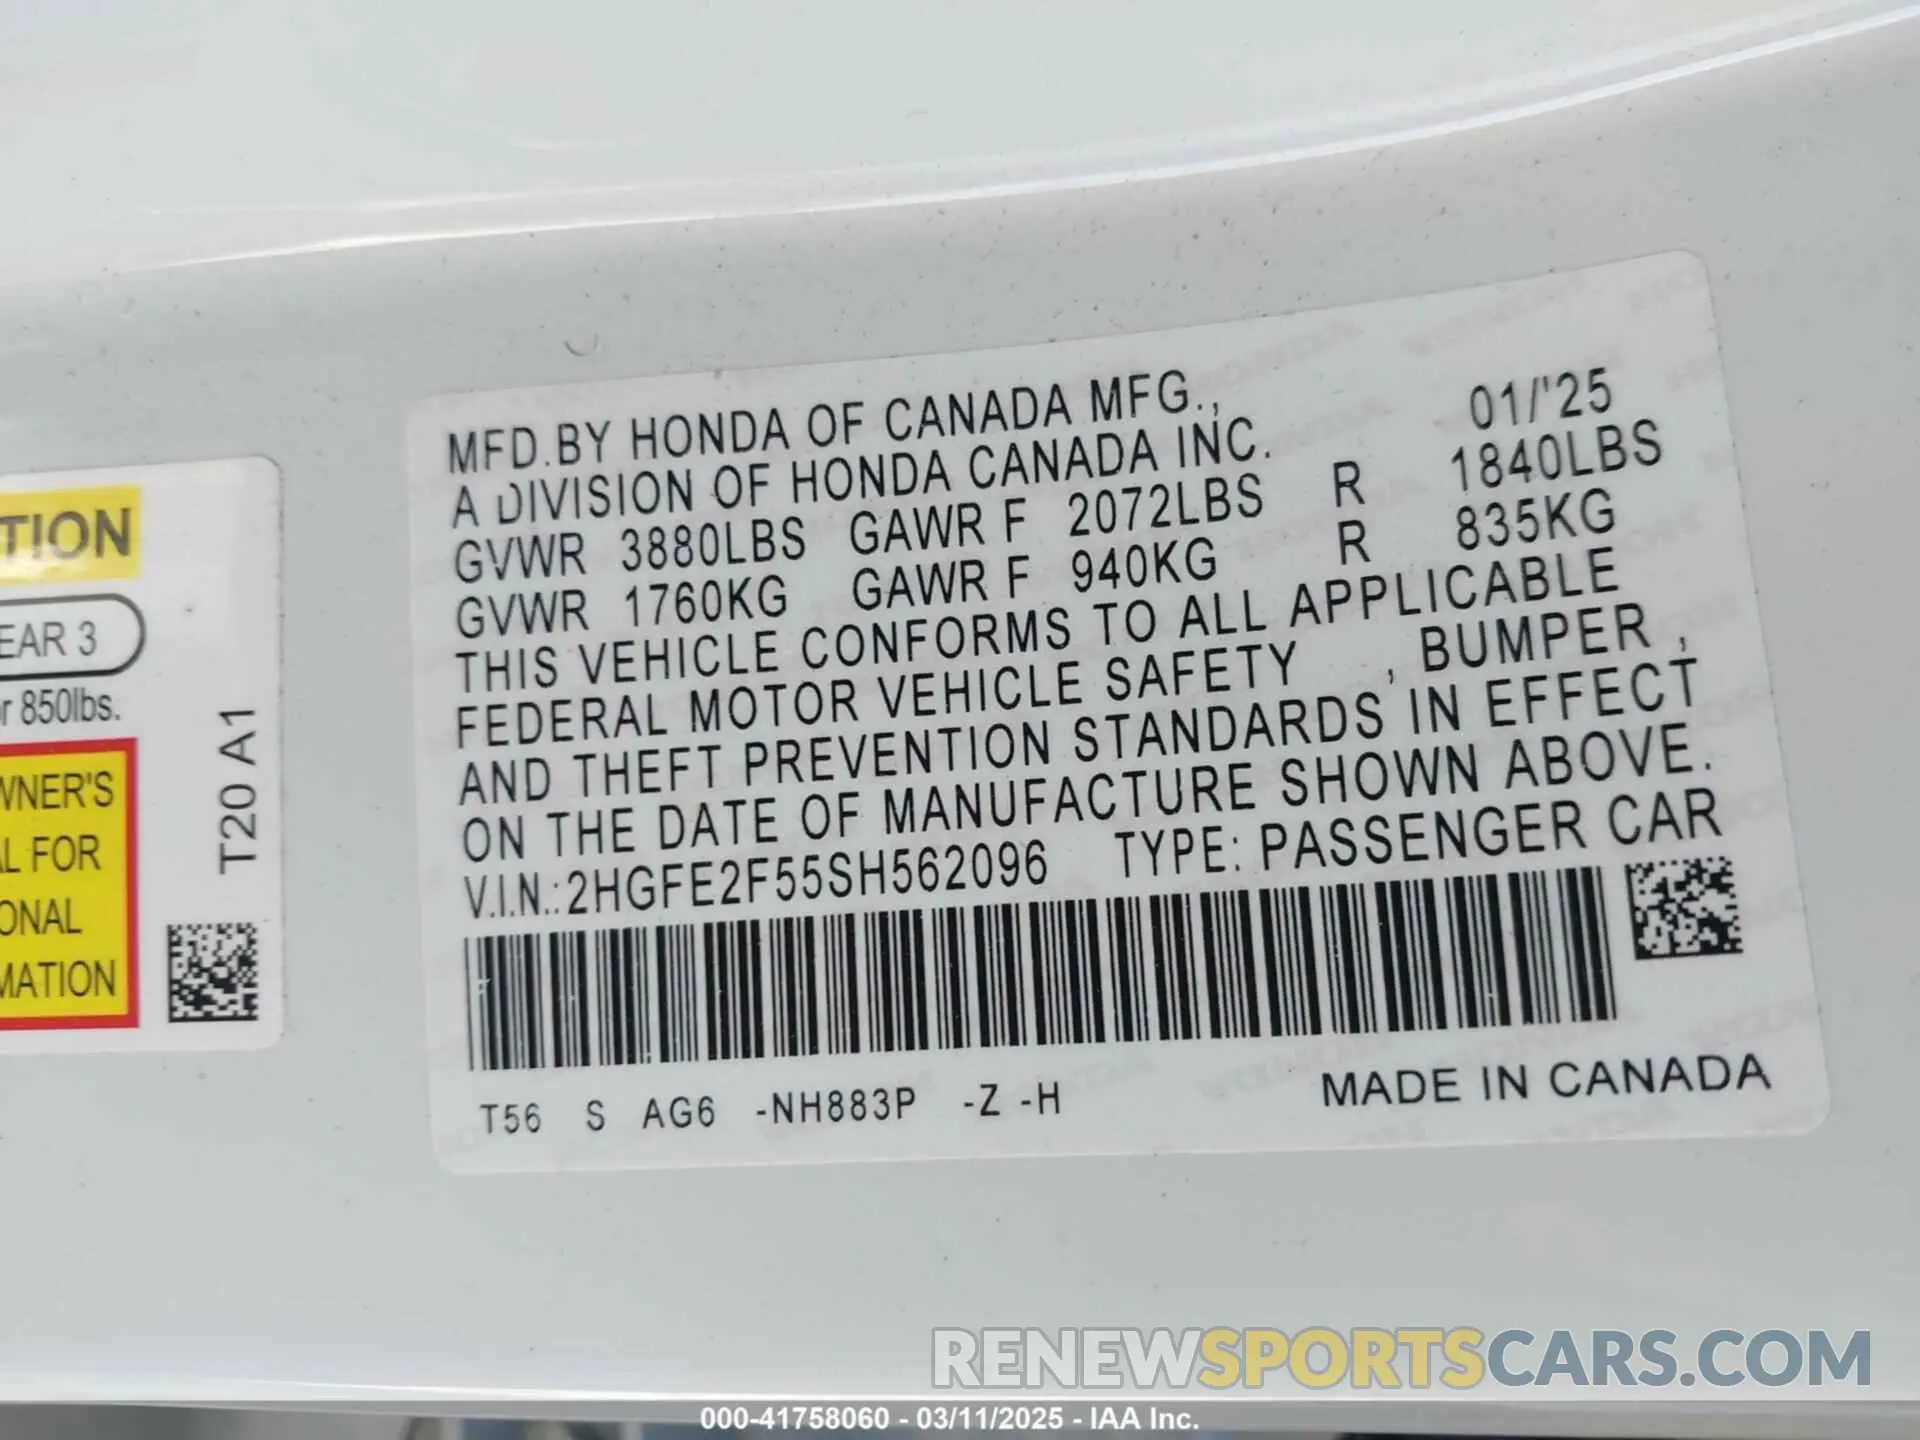 TION
EAR 3
r 850lbs.
WNER'S
AL FOR
ONAL
MATION
T20 A1
MFD.BY HONDA OF CANADA MFG., 01/'25
A DIVISION OF HONDA CANADA INC.
GVWR 3880LBS GAWR F 2072LBS R 1840LBS
GVWR 1760KG GAWR F 940KG R 835KG
THIS VEHICLE CONFORMS TO ALL APPLICABLE
FEDERAL MOTOR VEHICLE SAFETY , BUMPER ,
AND THEFT PREVENTION STANDARDS IN EFFECT
ON THE DATE OF MANUFACTURE SHOWN ABOVE.
V.I.N.:2HGFE2F55SH562096 TYPE: PASSENGER CAR
T56 S AG6 -NH883P -Z -H MADE IN CANADA
RENEWSPORTSCARS.COM
000-41758060 - 03/11/2025 - IAA Inc.